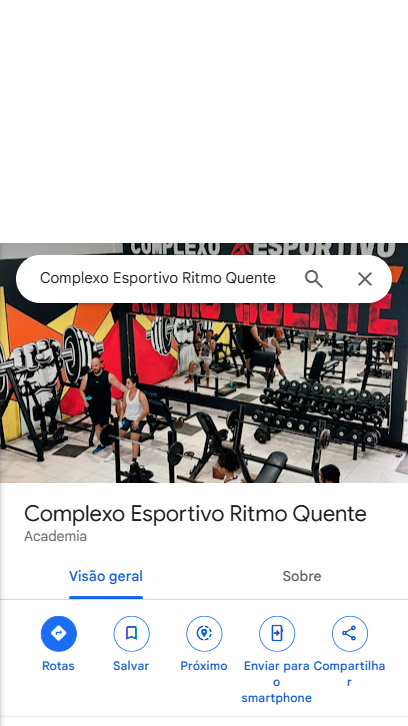 COMPLEXO ESPORTIVO
Complexo Esportivo Ritmo Quente
RITMO QUENTE
Complexo Esportivo Ritmo Quente
Academia
Visão geral
Sobre
Rotas
Salvar
Próximo
Enviar para
o
smartphone
Compartilha
r